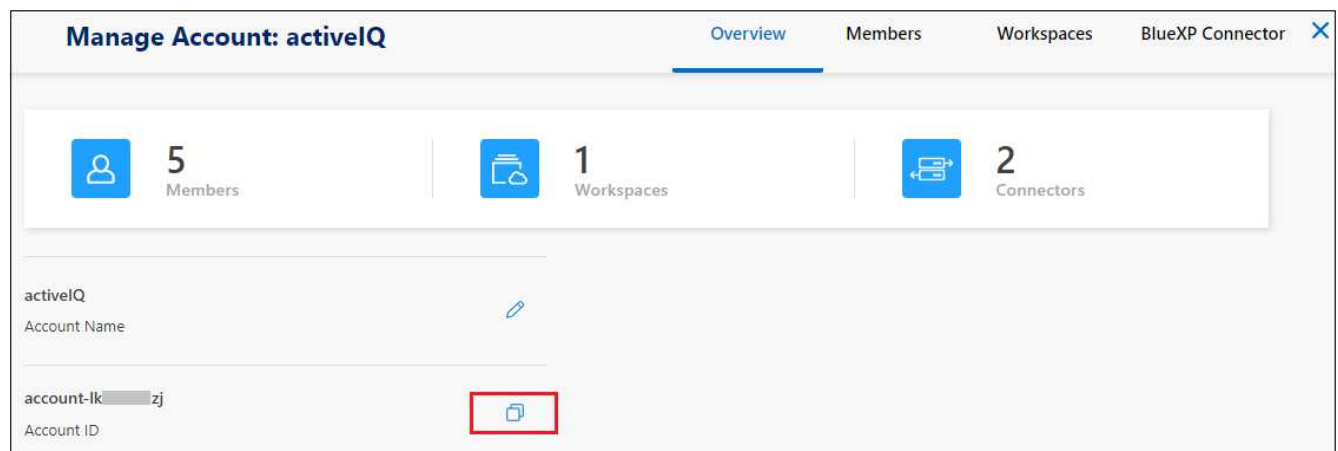 Manage Account: activeIQ
Overview
Members
Workspaces
BlueXP Connector
5
Members
1
Workspaces
2
Connectors
activeIQ
Account Name
account-lk zj
Account ID